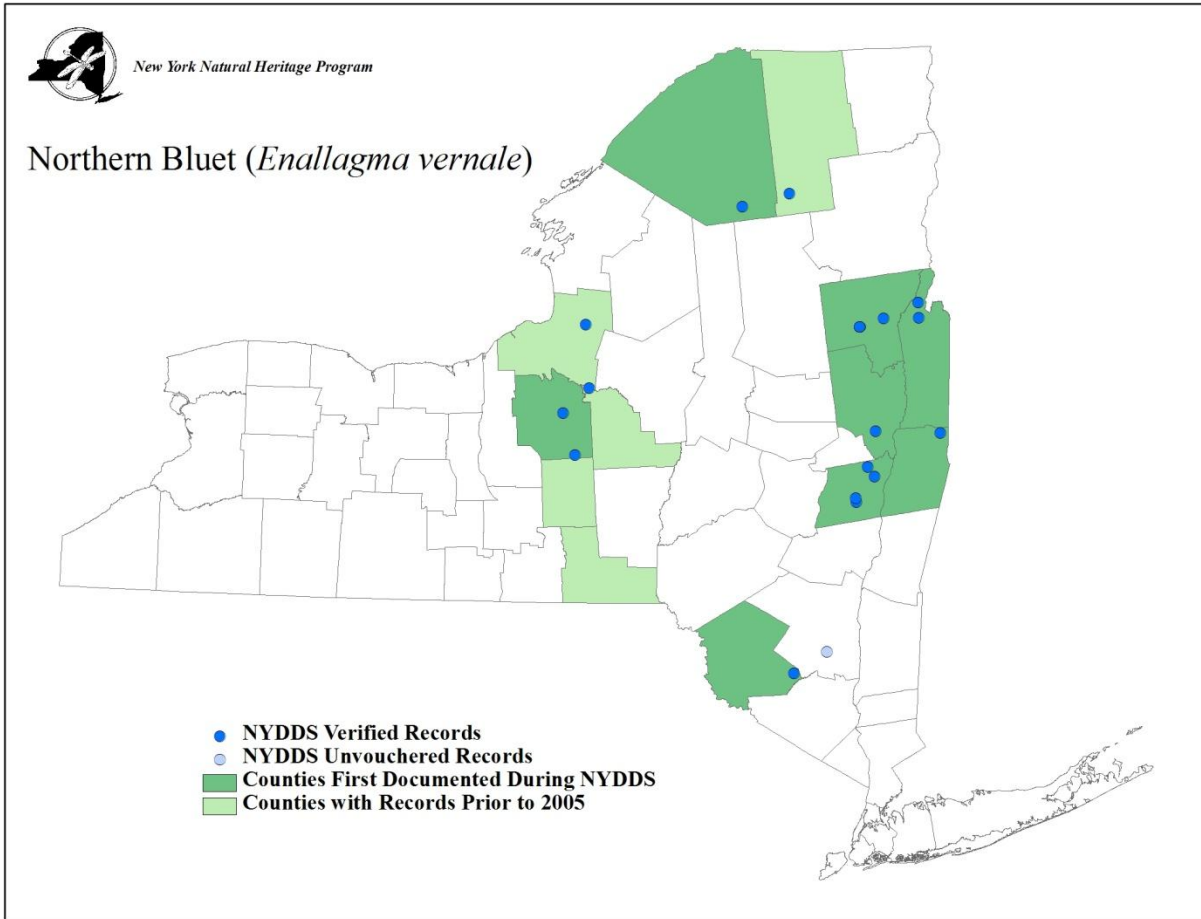 New York Natural Heritage Program
Northern Bluet (Enallagma vernale)
NYDDS Verified Records
NYDDS Unvouchered Records
Counties First Documented During NYDDS
Counties with Records Prior to 2005